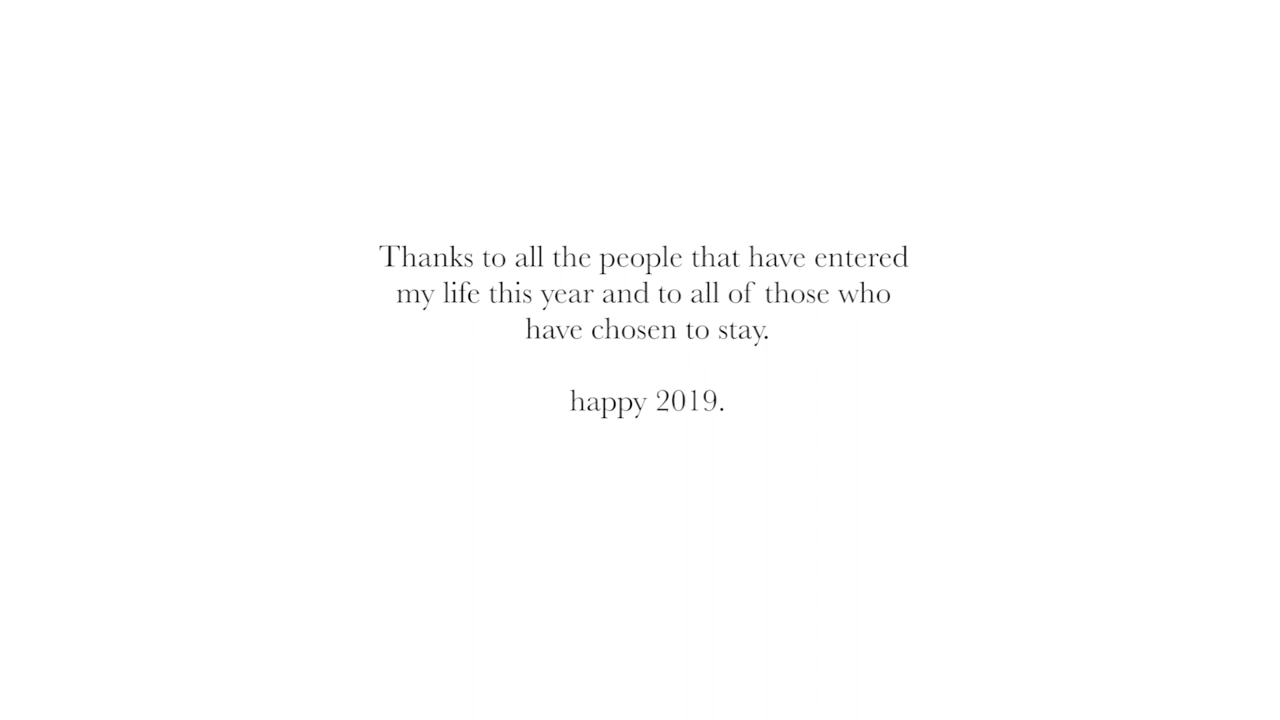 Thanks to all the people that have entered
my life this year and to all of those who
have chosen to stay.
happy 2019.